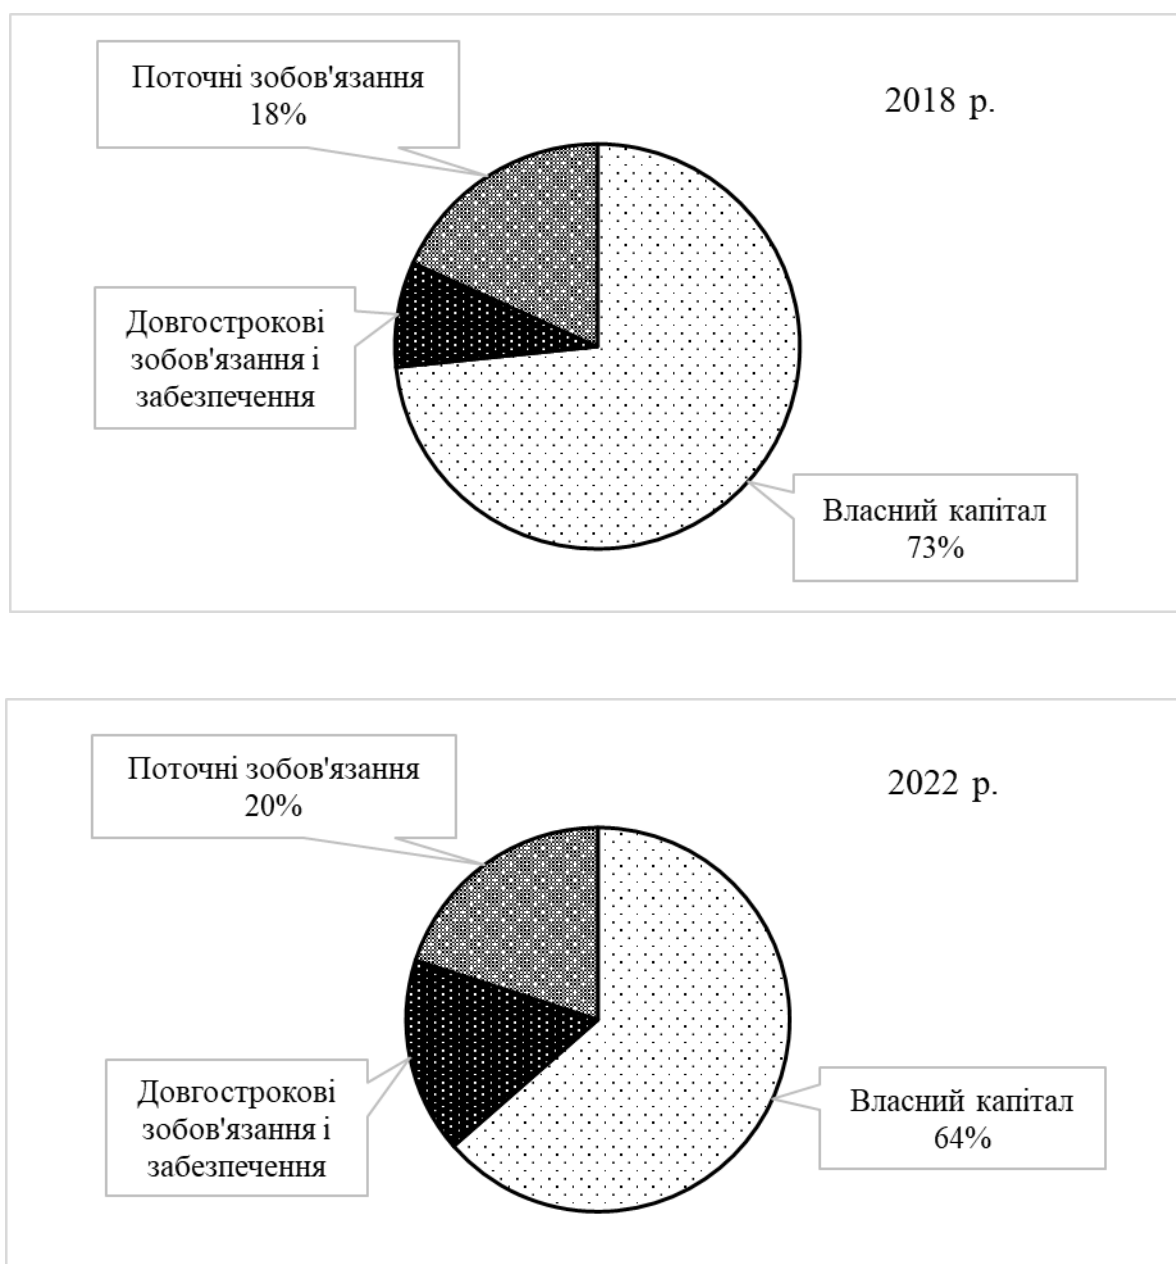 Поточні зобов'язання
18%
2018 р.
Довгострокові
зобов'язання і
забезпечення
Власний капітал
73%
Поточні зобов'язання
20%
2022 р.
Довгострокові
зобов'язання і
забезпечення
Власний капітал
64%